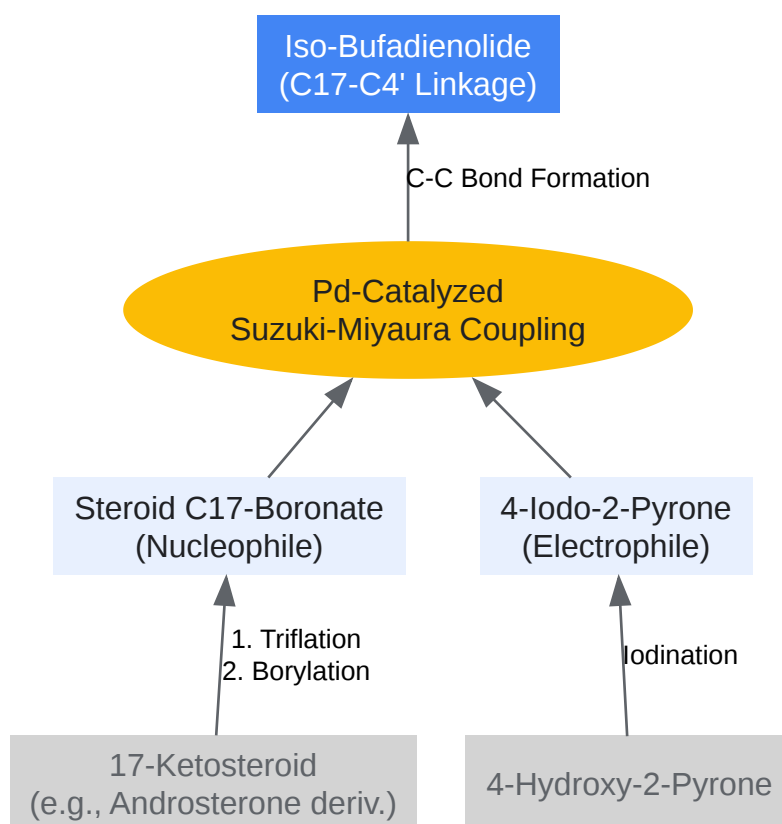 Iso-Bufadienolide
(C17-C4' Linkage)
C-C Bond Formation
Pd-Catalyzed
Suzuki-Miyaura Coupling
Steroid C17-Boronate
(Nucleophile)
4-Iodo-2-Pyrone
(Electrophile)
1. Triflation
2. Borylation
Iodination
17-Ketosteroid
(e.g., Androsterone deriv.)
4-Hydroxy-2-Pyrone